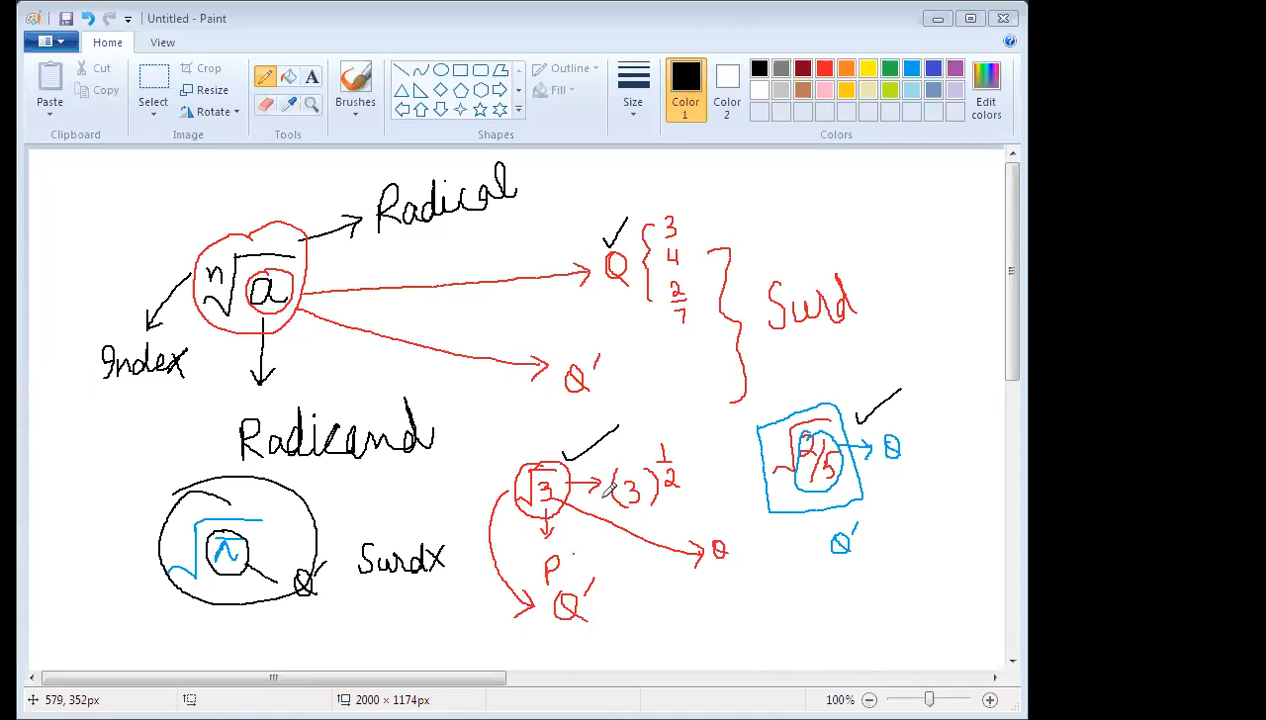 Untitled - Paint
Home View
Paste
Cut
Copy
Clipboard
Select
Crop
Resize
Rotate
Image
Tools
Brushes
Outline
Fill
Shapes
Size
Color 1
Color 2
Edit colors
Colors
Radical
n√a
Index
Radicand
Q { 3
4
2/7
Surd
Q'
√3 → (3)^1/2
P
Q'
Q
√2/5 → Q
Q'
√π
Q'
Surdx
579, 352px
2000 × 1174px
100%